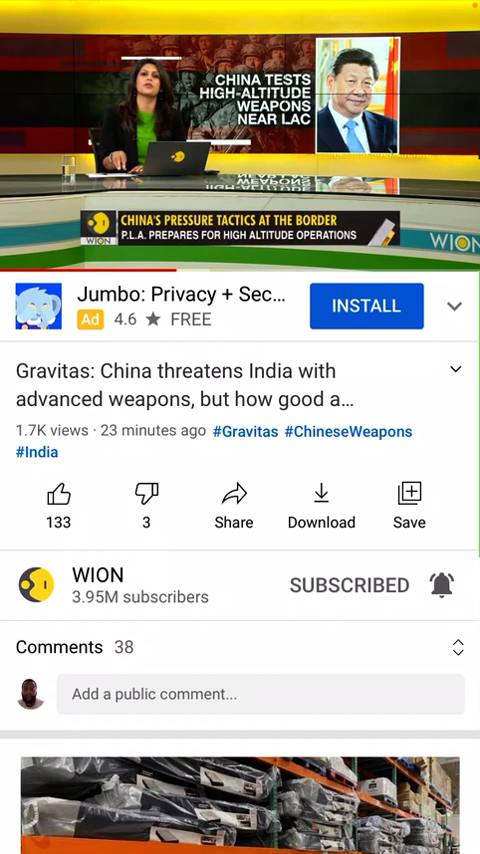 CHINA TESTS
HIGH-ALTITUDE
WEAPONS
NEAR LAC
WION
CHINA'S PRESSURE TACTICS AT THE BORDER
P.L.A. PREPARES FOR HIGH ALTITUDE OPERATIONS
WION
Jumbo: Privacy + Sec...
INSTALL
Ad 4.6 ★ FREE
Gravitas: China threatens India with
advanced weapons, but how good a...
1.7K views · 23 minutes ago #Gravitas #ChineseWeapons
#India
133
3
Share
Download
Save
WION
3.95M subscribers
SUBSCRIBED
Comments 38
Add a public comment...